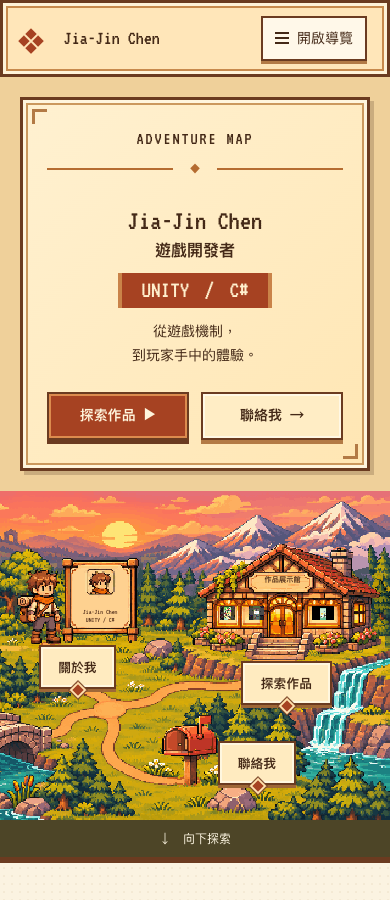 Jia-Jin Chen
開啟導覽
ADVENTURE MAP
Jia-Jin Chen
遊戲開發者
UNITY / C#
從遊戲機制，
到玩家手中的體驗。
探索作品 ▶
聯絡我 →
作品展示館
Jia-Jin Chen
UNITY / C#
關於我
探索作品
聯絡我
↓ 向下探索